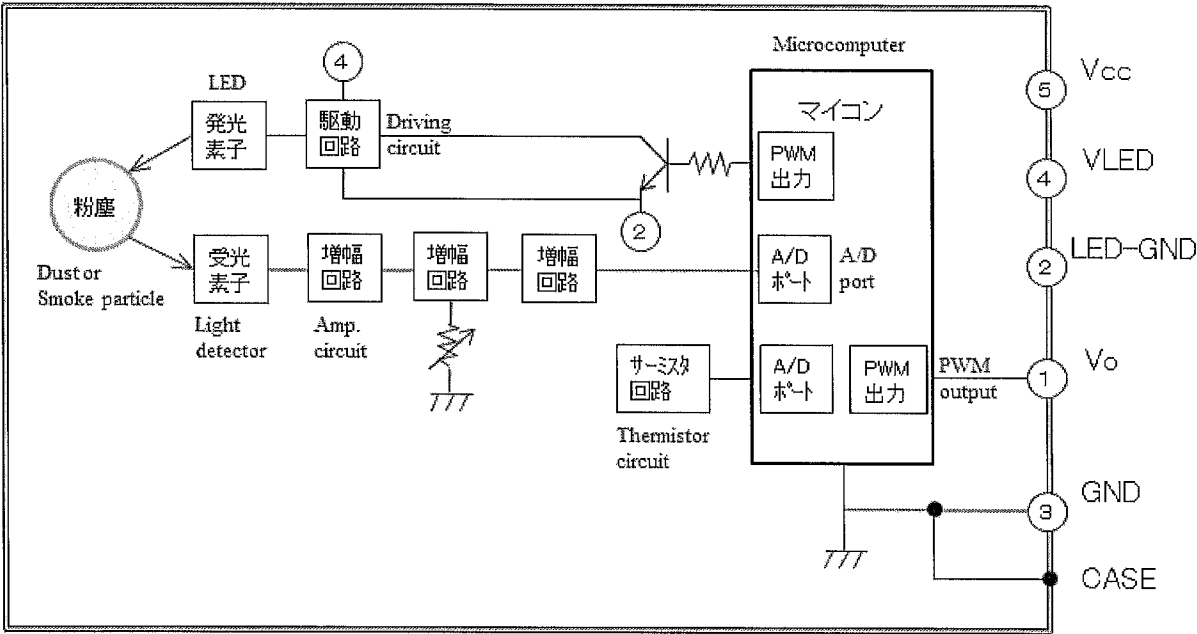 Microcomputer
マイコン
LED
発光
素子
④
駆動
回路
Driving
circuit
PWM
出力
②
粉塵
Dust or
Smoke particle
受光
素子
Light
detector
増幅
回路
Amp.
circuit
増幅
回路
増幅
回路
A/D
ポート
A/D
port
サーミスタ
回路
Thermistor
circuit
A/D
ポート
PWM
出力
PWM
output
⑤ Vcc
④ VLED
② LED-GND
① Vo
③ GND
CASE